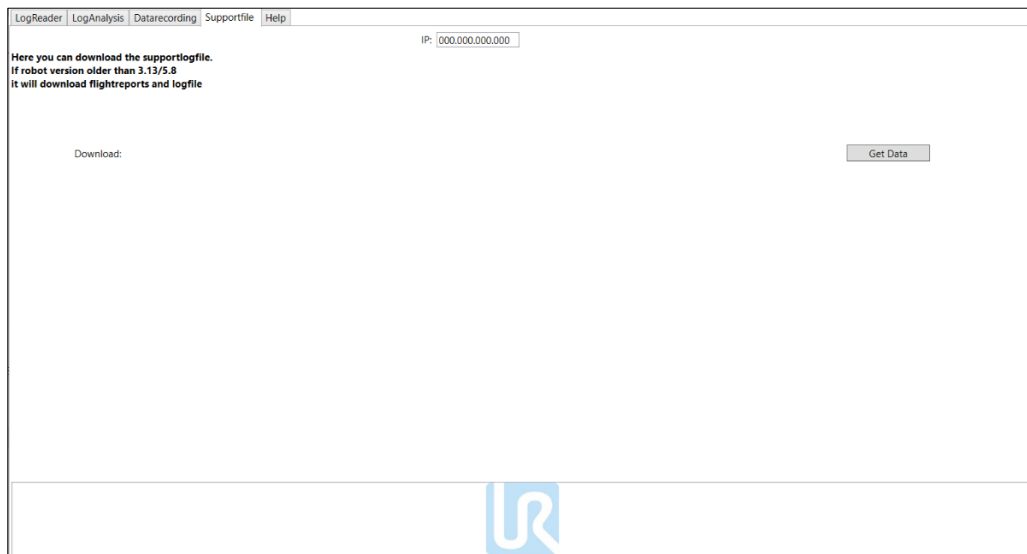 LogReader LogAnalysis Datarecording Supportfile Help
IP: 000.000.000.000
Here you can download the supportlogfile.
If robot version older than 3.13/5.8
it will download flightreports and logfile
Download: Get Data
UR